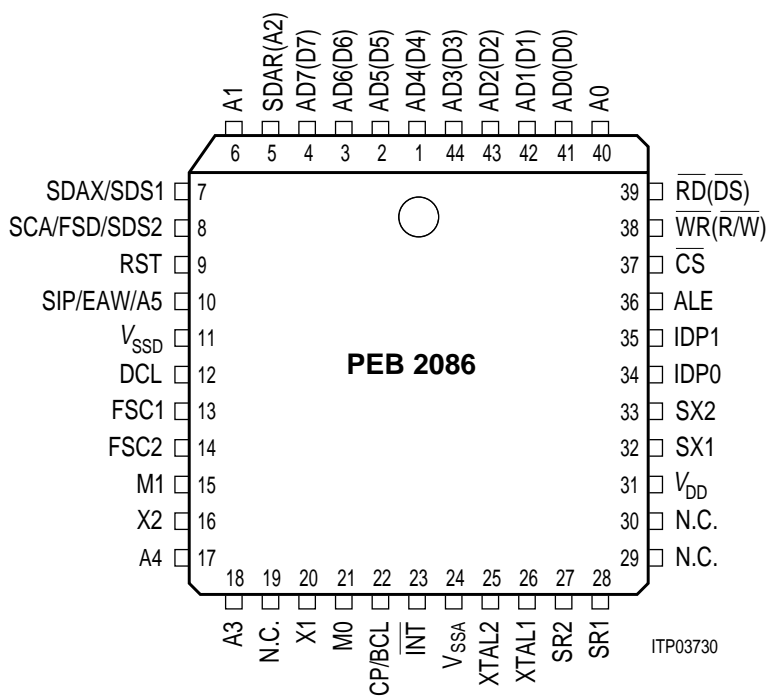 A1
SDAR(A2)
AD7(D7)
AD6(D6)
AD5(D5)
AD4(D4)
AD3(D3)
AD2(D2)
AD1(D1)
AD0(D0)
A0
6 5 4 3 2 1 44 43 42 41 40
SDAX/SDS1 7
SCA/FSD/SDS2 8
RST 9
SIP/EAW/A5 10
VSSD 11
DCL 12
FSC1 13
FSC2 14
M1 15
X2 16
A4 17
PEB 2086
39 RD(DS)
38 WR(R/W)
37 CS
36 ALE
35 IDP1
34 IDP0
33 SX2
32 SX1
31 VDD
30 N.C.
29 N.C.
18 19 20 21 22 23 24 25 26 27 28
A3
N.C.
X1
M0
CP/BCL
INT
VSSA
XTAL2
XTAL1
SR2
SR1
ITP03730